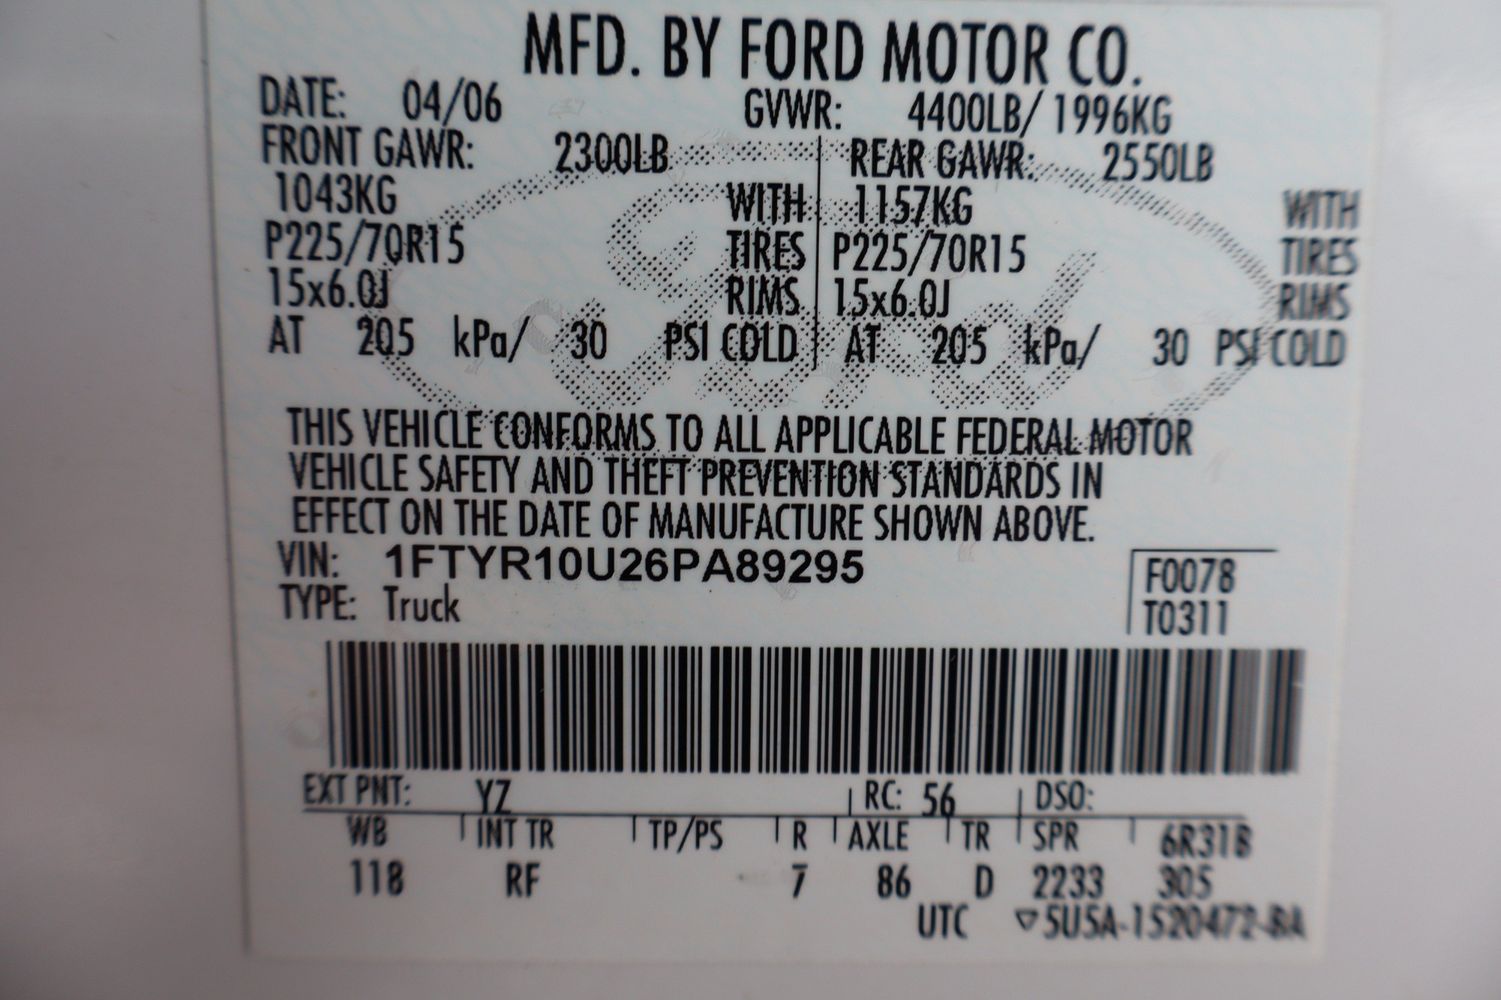 MFD. BY FORD MOTOR CO.
DATE: 04/06 GVWR: 4400LB/ 1996KG
FRONT GAWR: 2300LB REAR GAWR: 2550LB
1043KG WITH 1157KG WITH
P225/70R15 TIRES P225/70R15 TIRES
15x6.0J RIMS 15x6.0J RIMS
AT 205 kPa/ 30 PSI COLD AT 205 kPa/ 30 PSI COLD
Ford
THIS VEHICLE CONFORMS TO ALL APPLICABLE FEDERAL MOTOR
VEHICLE SAFETY AND THEFT PREVENTION STANDARDS IN
EFFECT ON THE DATE OF MANUFACTURE SHOWN ABOVE.
VIN: 1FTYR10U26PA89295 F0078
TYPE: Truck T0311
EXT PNT: YZ RC: 56 DSO:
WB INT TR TP/PS R AXLE TR SPR 6R31B
118 RF 7 86 D 2233 305
UTC ▽5U5A-1520472-BA